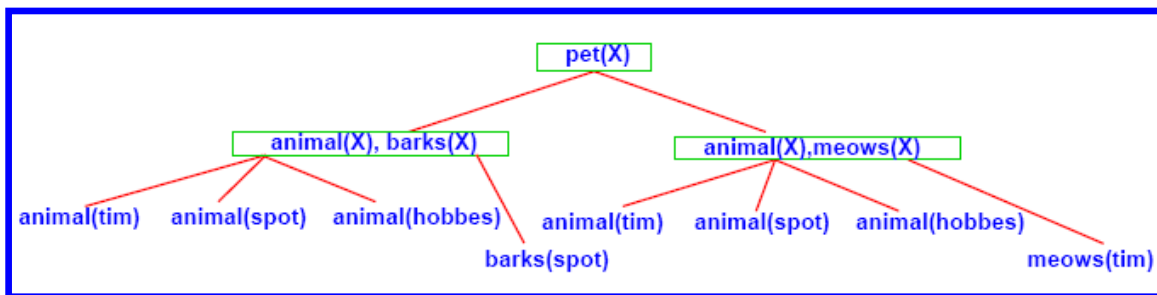 pet(X)
animal(X), barks(X)
animal(X),meows(X)
animal(tim)
animal(spot)
animal(hobbes)
barks(spot)
animal(tim)
animal(spot)
animal(hobbes)
meows(tim)